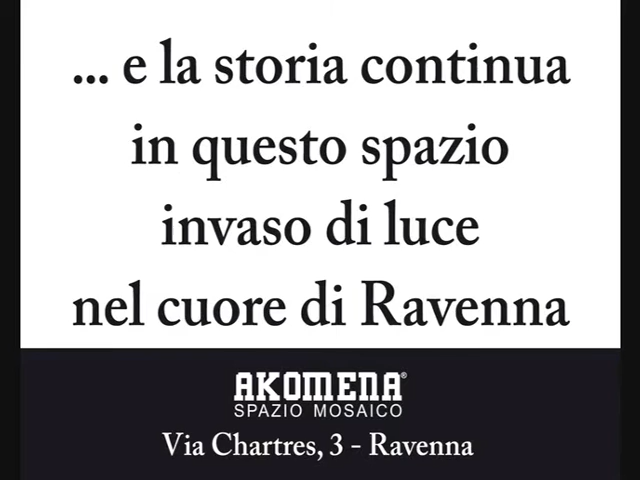 ... e la storia continua
in questo spazio
invaso di luce
nel cuore di Ravenna
AKOMENA®
SPAZIO MOSAICO
Via Chartres, 3 - Ravenna